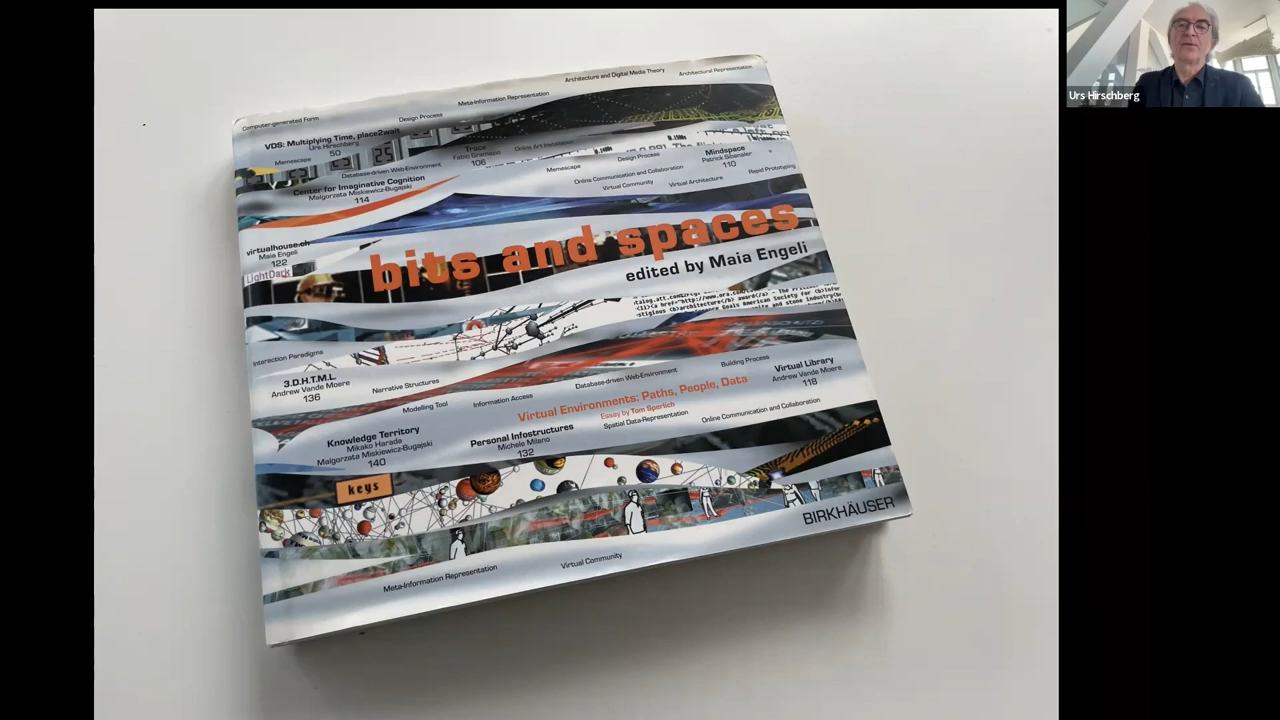 Architecture and Digital Media Theory
Architectural Representation
Meta-Information Representation
Computer-generated Form
Design Process
VDS: Multiplying Time, place2wait
Urs Hirschberg
50
Memescape
Database-driven Web-Environment
Trace
Fabio Gramazio
106
Online Art Installation
Center for Imaginative Cognition
Malgorzata Miskiewicz-Bugajski
114
Memescape
Design Process
Online Communication and Collaboration
Virtual Community
Virtual Architecture
Mindspace
Patrick Sibenaler
110
Rapid Prototyping
virtualhouse.ch
Maia Engeli
122
LightDark
bits and spaces
edited by Maia Engeli
Interaction Paradigms
3.D.H.T.M.L.
Andrew Vande Moere
136
Narrative Structures
Modelling Tool
Information Access
Database-driven Web-Environment
Building Process
Virtual Library
Andrew Vande Moere
118
Virtual Environments: Paths, People, Data
Essay by Tom Sperlich
Spatial Data-Representation
Online Communication and Collaboration
Knowledge Territory
Mikako Harada
Malgorzata Miskiewicz-Bugajski
140
Personal Infostructures
Michele Milano
132
keys
BIRKHÄUSER
Meta-Information Representation
Virtual Community
Urs Hirschberg